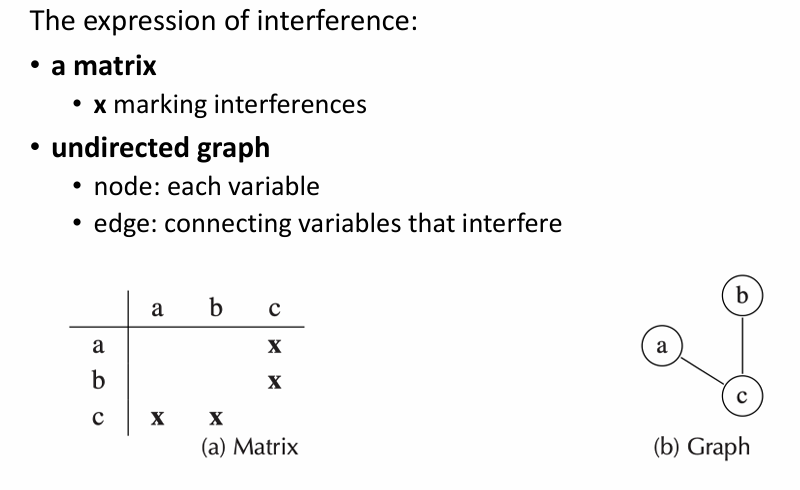 The expression of interference:
• a matrix
• x marking interferences
• undirected graph
• node: each variable
• edge: connecting variables that interfere
a b c
a x
b x
c x x
(a) Matrix
b
a
c
(b) Graph